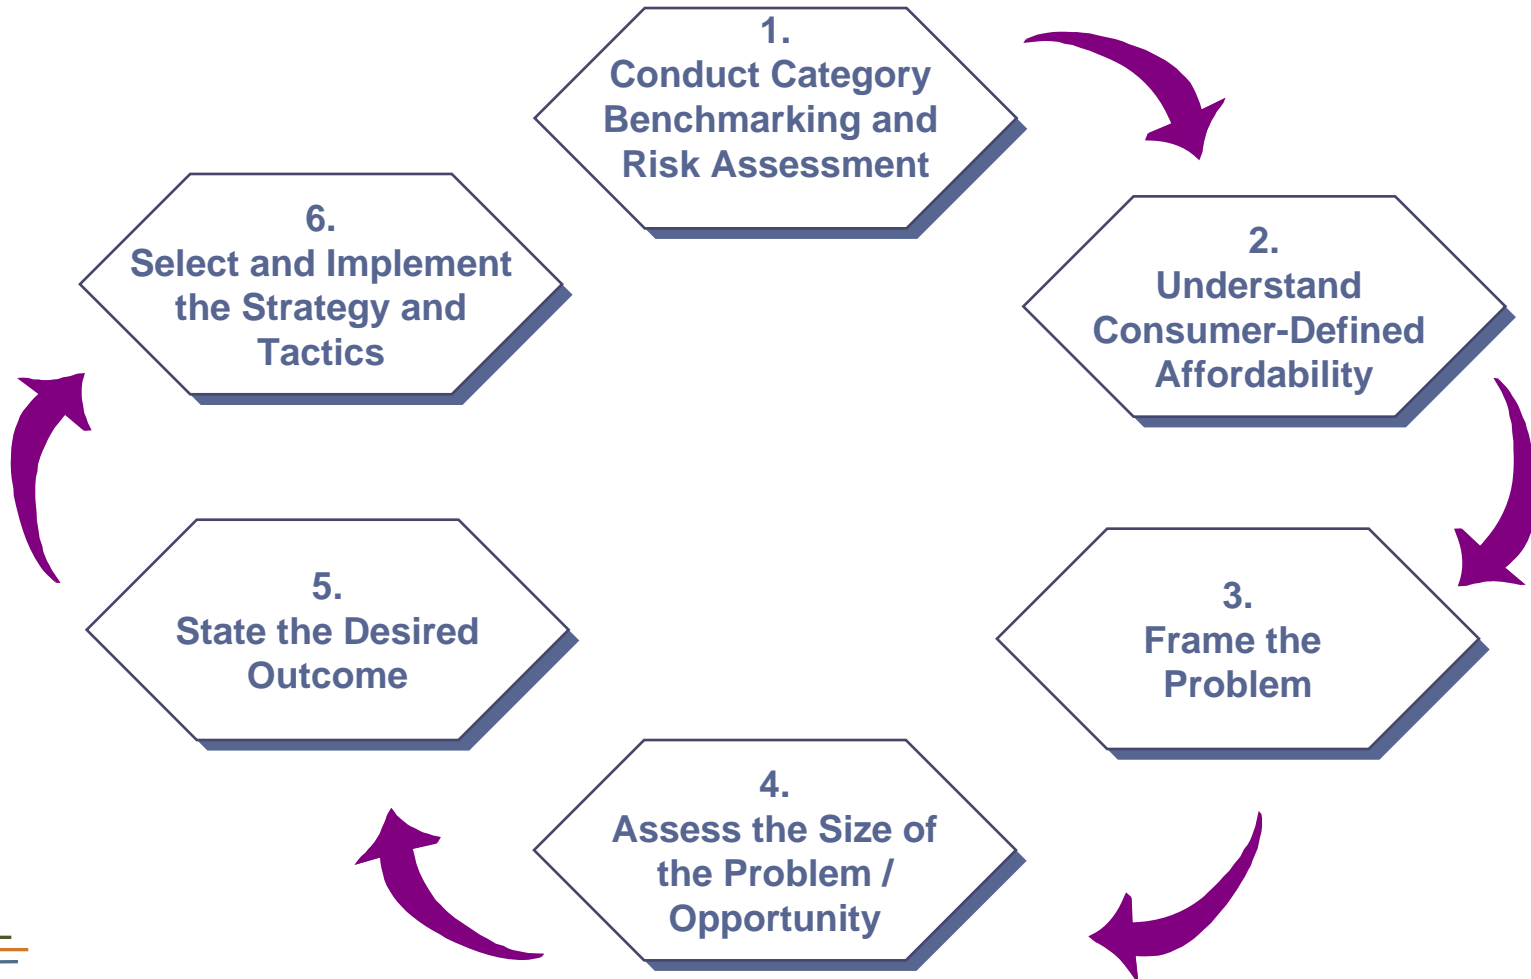 1.
Conduct Category
Benchmarking and
Risk Assessment
2.
Understand
Consumer-Defined
Affordability
3.
Frame the
Problem
4.
Assess the Size of
the Problem /
Opportunity
5.
State the Desired
Outcome
6.
Select and Implement
the Strategy and
Tactics